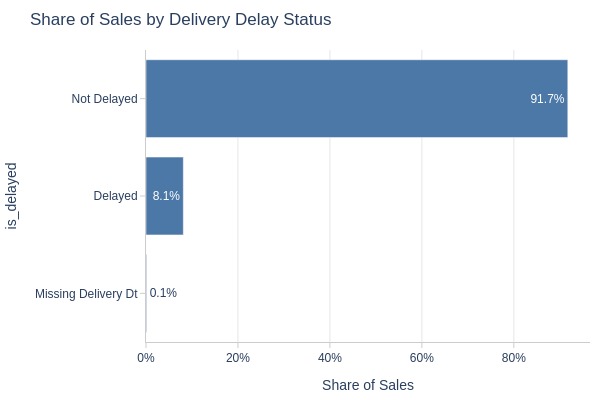 Share of Sales by Delivery Delay Status
is_delayed
Not Delayed
91.7%
Delayed
8.1%
Missing Delivery Dt
0.1%
0%
20%
40%
60%
80%
Share of Sales